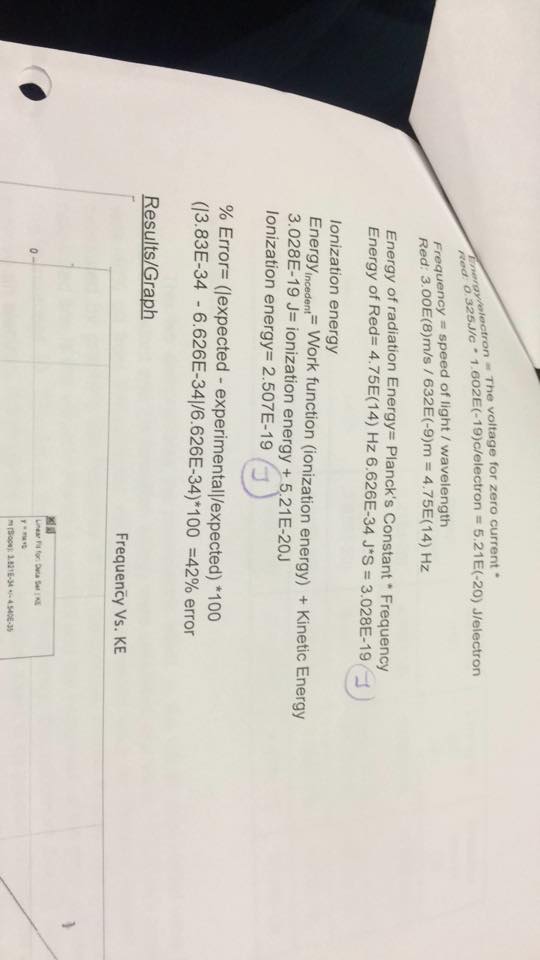 Energy/electron = The voltage for zero current *
Red: 0.325J/c * 1.602E(-19)c/electron = 5.21E(-20) J/electron
Frequency = speed of light / wavelength
Red: 3.00E(8)m/s / 632E(-9)m = 4.75E(14) Hz
Energy of radiation Energy= Planck's Constant * Frequency
Energy of Red= 4.75E(14) Hz 6.626E-34 J*S = 3.028E-19 J
Ionization energy
Energy Incedent = Work function (ionization energy) + Kinetic Energy
3.028E-19 J= ionization energy + 5.21E-20J
Ionization energy= 2.507E-19 J
% Error= (|expected - experimental|/expected) *100
(|3.83E-34 - 6.626E-34|/6.626E-34)*100 =42% error
Results/Graph
Frequency Vs. KE
0
Linear Fit for: Data Set | KE
y = mx+b
m (Slope): 3.821E-34 +/- 4.540E-35